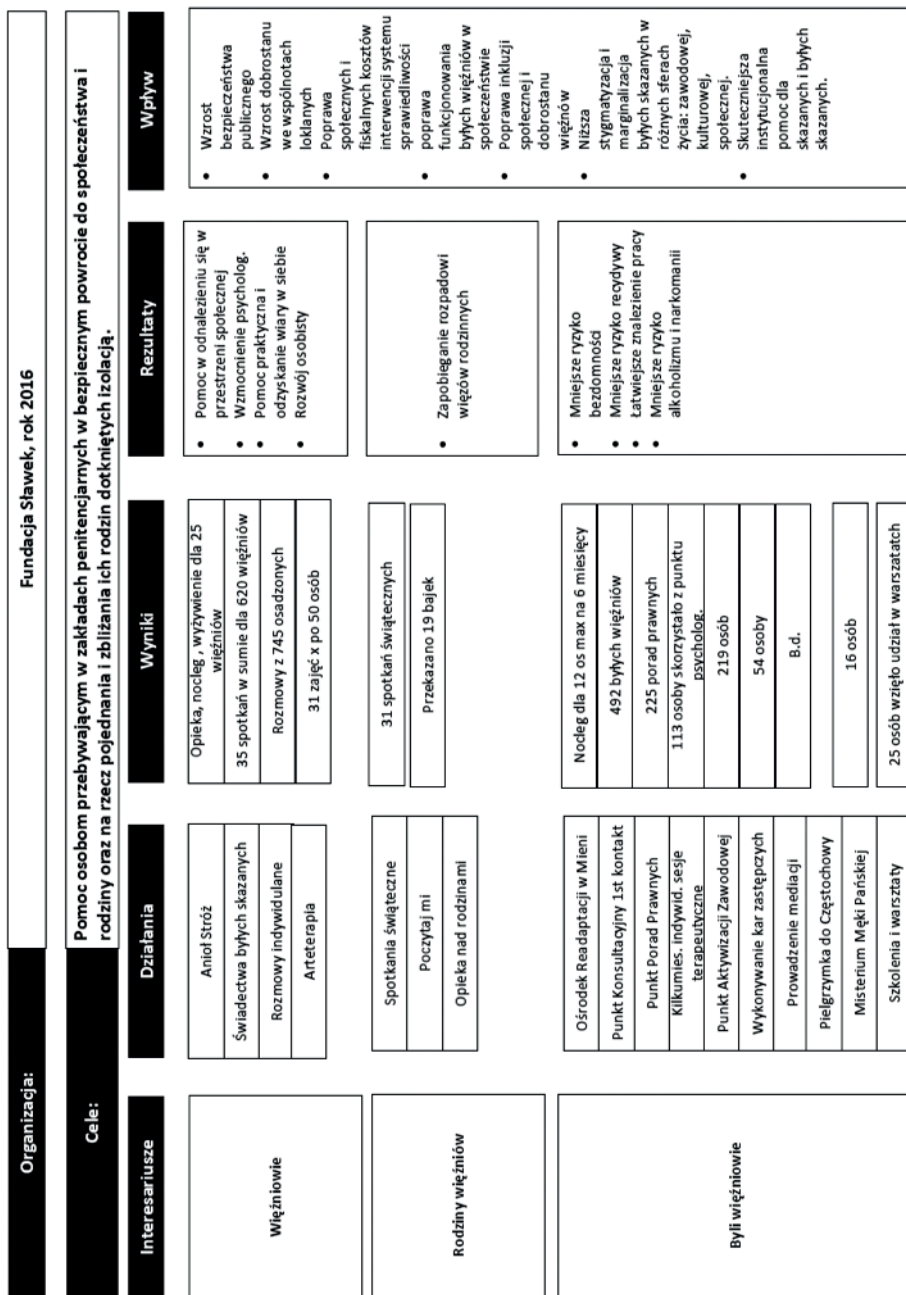 Organizacja:
Fundacja Sławek, rok 2016
Cele:
Pomoc osobom przebywającym w zakładach penitencjarnych w bezpiecznym powrocie do społeczeństwa i
rodziny oraz na rzecz pojednania i zbliżania ich rodzin dotkniętych izolacją.
Interesariusze
Działania
Wyniki
Rezultaty
Wpływ
Więźniowie
Anioł Stróż
Świadectwa byłych skazanych
Rozmowy indywidulane
Arteterapia
Opieka, nocleg , wyżywienie dla 25
więźniów
35 spotkań w sumie dla 620 więźniów
Rozmowy z 745 osadzonych
31 zajęć x po 50 osób
• Pomoc w odnalezieniu się w
przestrzeni społecznej
• Wzmocnienie psycholog.
• Pomoc praktyczna i
odzyskanie wiary w siebie
• Rozwój osobisty
Rodziny więźniów
Spotkania świąteczne
Poczytaj mi
Opieka nad rodzinami
31 spotkań świątecznych
Przekazano 19 bajek
• Zapobieganie rozpadowi
więzów rodzinnych
Byli więźniowie
Ośrodek Readaptacji w Mieni
Punkt Konsultacyjny 1st kontakt
Punkt Porad Prawnych
Kilkumies. indywid. sesje
terapeutyczne
Punkt Aktywizacji Zawodowej
Wykonywanie kar zastępczych
Prowadzenie mediacji
Pielgrzymka do Częstochowy
Misterium Męki Pańskiej
Szkolenia i warsztaty
Nocleg dla 12 os max na 6 miesięcy
492 byłych więźniów
225 porad prawnych
113 osoby skorzystało z punktu
psycholog.
219 osób
54 osoby
B.d.
16 osób
25 osób wzięło udział w warsztatch
• Mniejsze ryzyko
bezdomności
• Mniejsze ryzyko recydywy
• Łatwiejsze znalezienie pracy
• Mniejsze ryzyko
alkoholizmu i narkomanii
• Wzrost
bezpieczeństwa
publicznego
• Wzrost dobrostanu
we wspólnotach
loklanych
• Poprawa
społecznych i
fiskalnych kosztów
interwencji systemu
sprawiedliwości
• poprawa
funkcjonowania
byłych więźniów w
społeczeństwie
• Poprawa inkluzji
społecznej i
dobrostanu
więźnów
• Niższa
stygmatyzacja i
marginalizacja
byłych skazanych w
różnych sferach
życia: zawodowej,
kulturowej,
społecznej.
• Skuteczniejsza
instytucjonalna
pomoc dla
skazanych i byłych
skazanych.